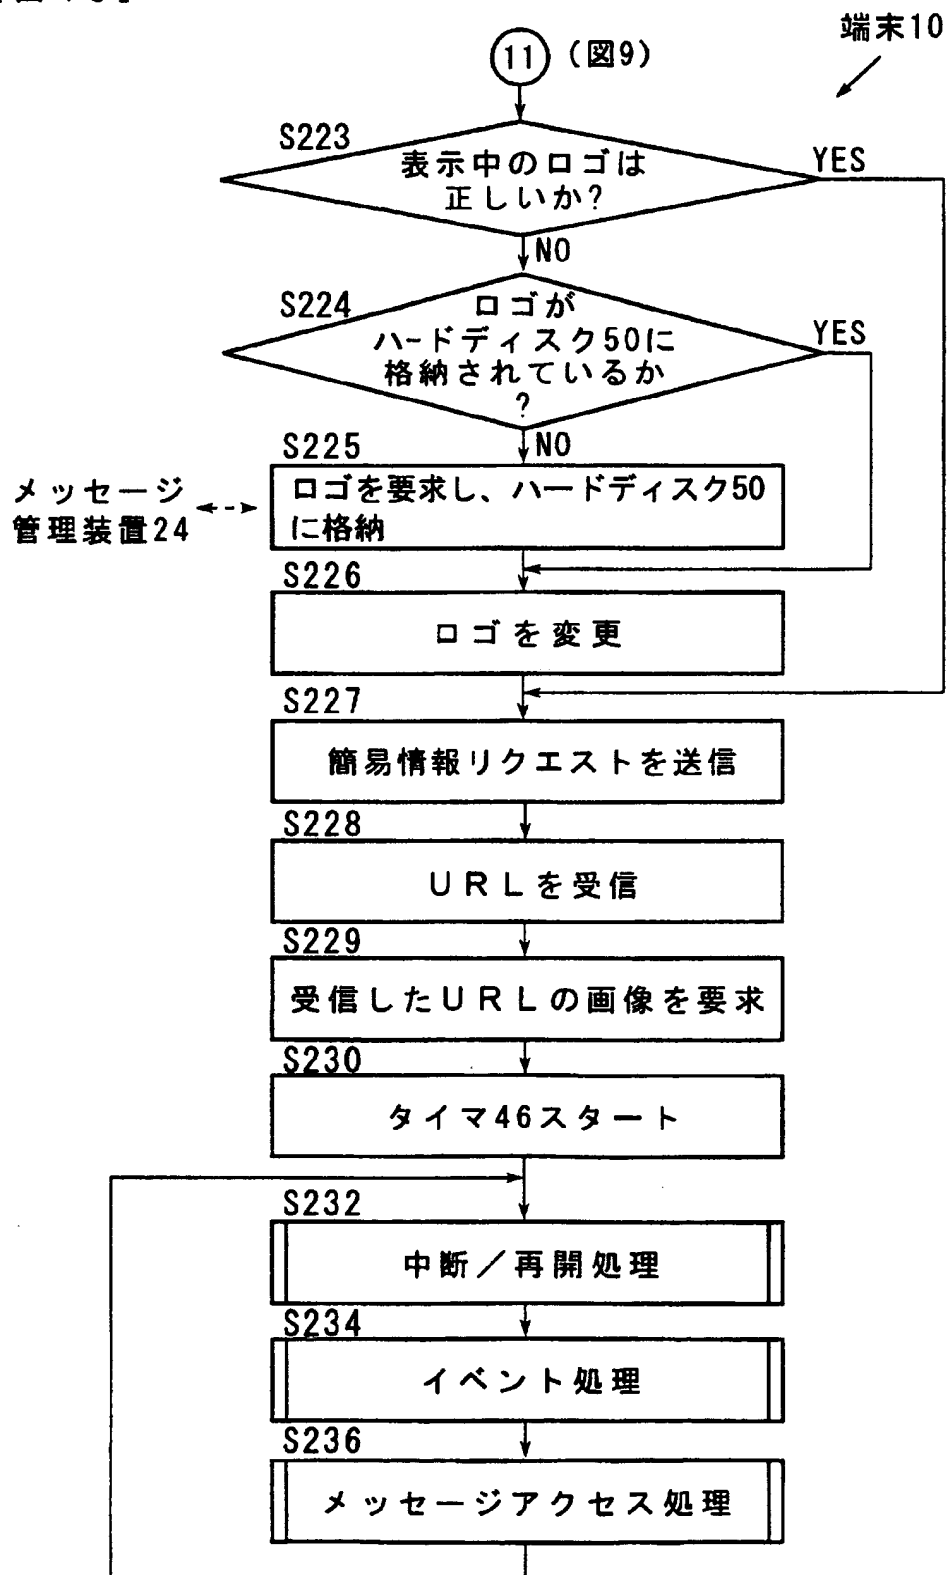 端末10
11 (図9)
S223
表示中のロゴは
正しいか?
YES
NO
S224
ロゴが
ハードディスク50に
格納されているか
?
YES
NO
S225
メッセージ
管理装置24
ロゴを要求し、ハードディスク50
に格納
S226
ロゴを変更
S227
簡易情報リクエストを送信
S228
URLを受信
S229
受信したURLの画像を要求
S230
タイマ46スタート
S232
中断/再開処理
S234
イベント処理
S236
メッセージアクセス処理